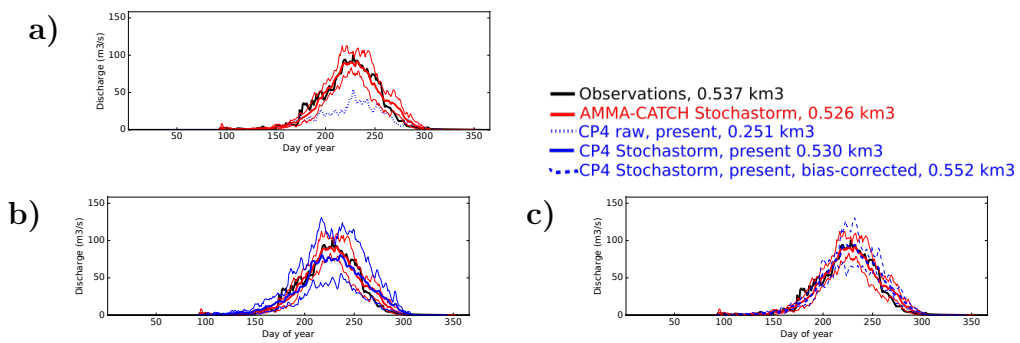 a)
150
100
50
0
Discharge (m3/s)
50 100 150 200 250 300 350
Day of year
Observations, 0.537 km3
AMMA-CATCH Stochastorm, 0.526 km3
CP4 raw, present, 0.251 km3
CP4 Stochastorm, present 0.530 km3
CP4 Stochastorm, present, bias-corrected, 0.552 km3
b)
150
100
50
0
Discharge (m3/s)
50 100 150 200 250 300 350
Day of year
c)
150
100
50
0
Discharge (m3/s)
50 100 150 200 250 300 350
Day of year